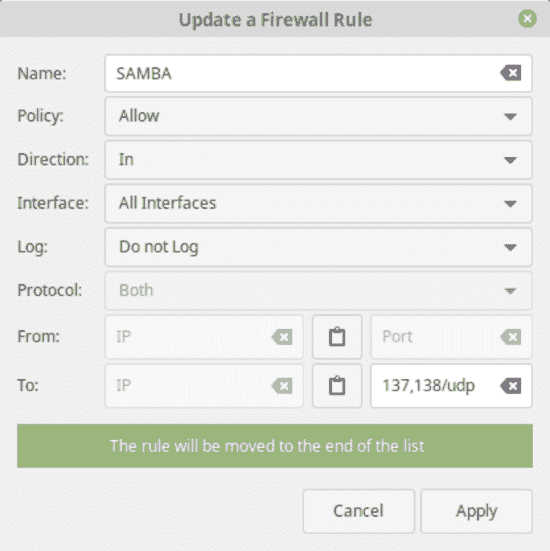 Update a Firewall Rule
Name: SAMBA
Policy: Allow
Direction: In
Interface: All Interfaces
Log: Do not Log
Protocol: Both
From: IP Port
To: IP 137,138/udp
The rule will be moved to the end of the list
Cancel Apply